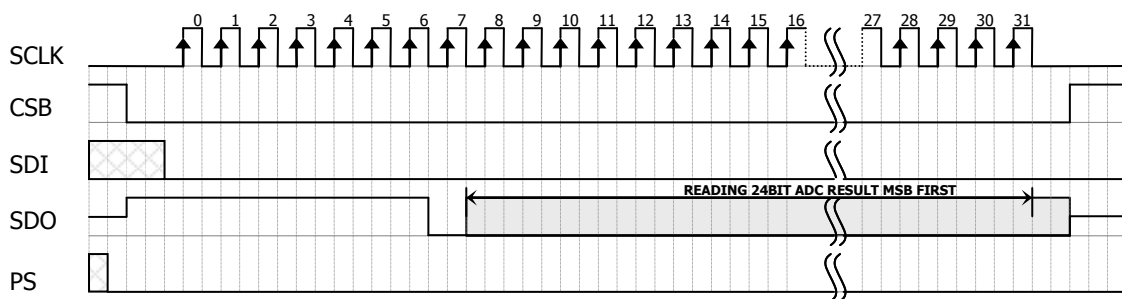 0 1 2 3 4 5 6 7 8 9 10 11 12 13 14 15 16 27 28 29 30 31
SCLK
CSB
SDI
READING 24BIT ADC RESULT MSB FIRST
SDO
PS